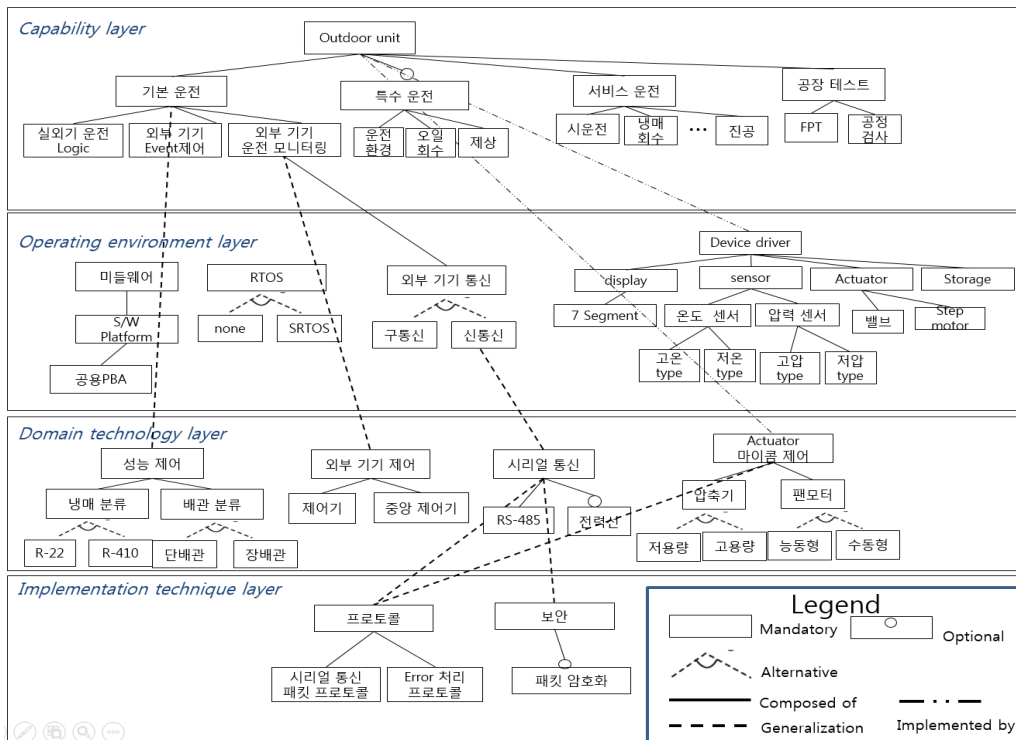 Capability layer
Outdoor unit
기본 운전
특수 운전
서비스 운전
공장 테스트
실외기 운전
Logic
외부 기기
Event제어
외부 기기
운전 모니터링
운전
환경
오일
회수
제상
시운전
냉매
회수
...
진공
FPT
공정
검사
Operating environment layer
Device driver
미들웨어
RTOS
외부 기기 통신
display
sensor
Actuator
Storage
S/W
Platform
none
SRTOS
구통신
신통신
7 Segment
온도 센서
압력 센서
밸브
Step
motor
공용PBA
고온
type
저온
type
고압
type
저압
type
Domain technology layer
성능 제어
외부 기기 제어
시리얼 통신
Actuator
마이콤 제어
냉매 분류
배관 분류
제어기
중앙 제어기
RS-485
전력선
압축기
팬모터
R-22
R-410
단배관
장배관
저용량
고용량
능동형
수동형
Implementation technique layer
프로토콜
보안
시리얼 통신
패킷 프로토콜
Error 처리
프로토콜
패킷 암호화
Legend
Mandatory
Optional
Alternative
Composed of
Generalization
Implemented by